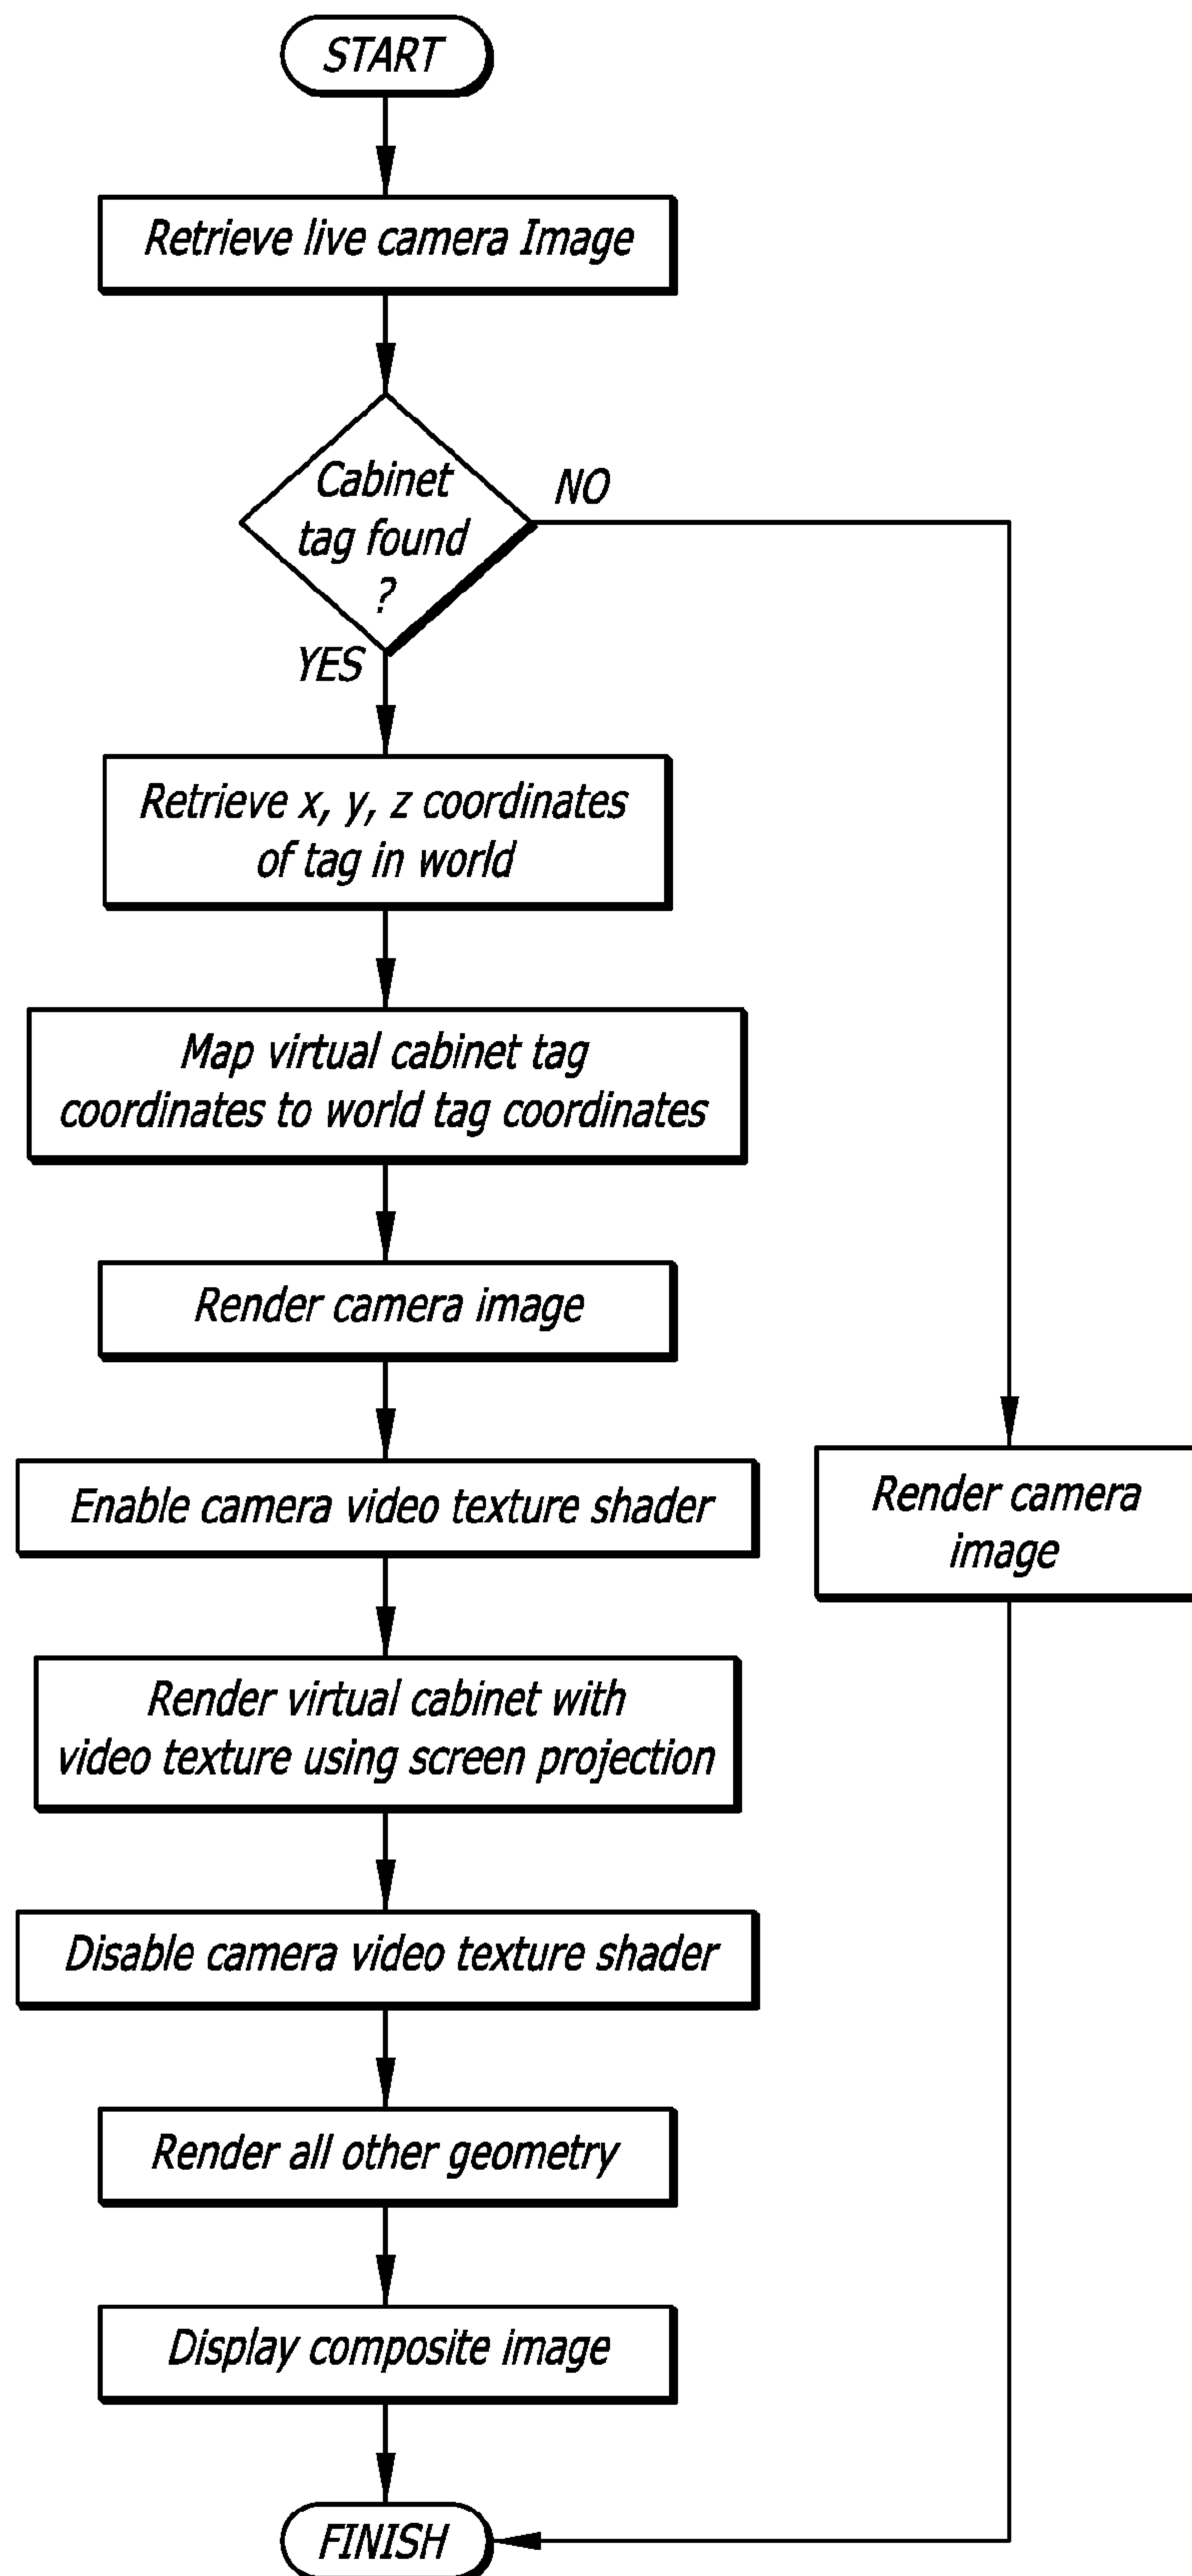 START
Retrieve live camera Image
Cabinet
tag found
?
NO
YES
Retrieve x, y, z coordinates
of tag in world
Map virtual cabinet tag
coordinates to world tag coordinates
Render camera image
Enable camera video texture shader
Render camera
image
Render virtual cabinet with
video texture using screen projection
Disable camera video texture shader
Render all other geometry
Display composite image
FINISH